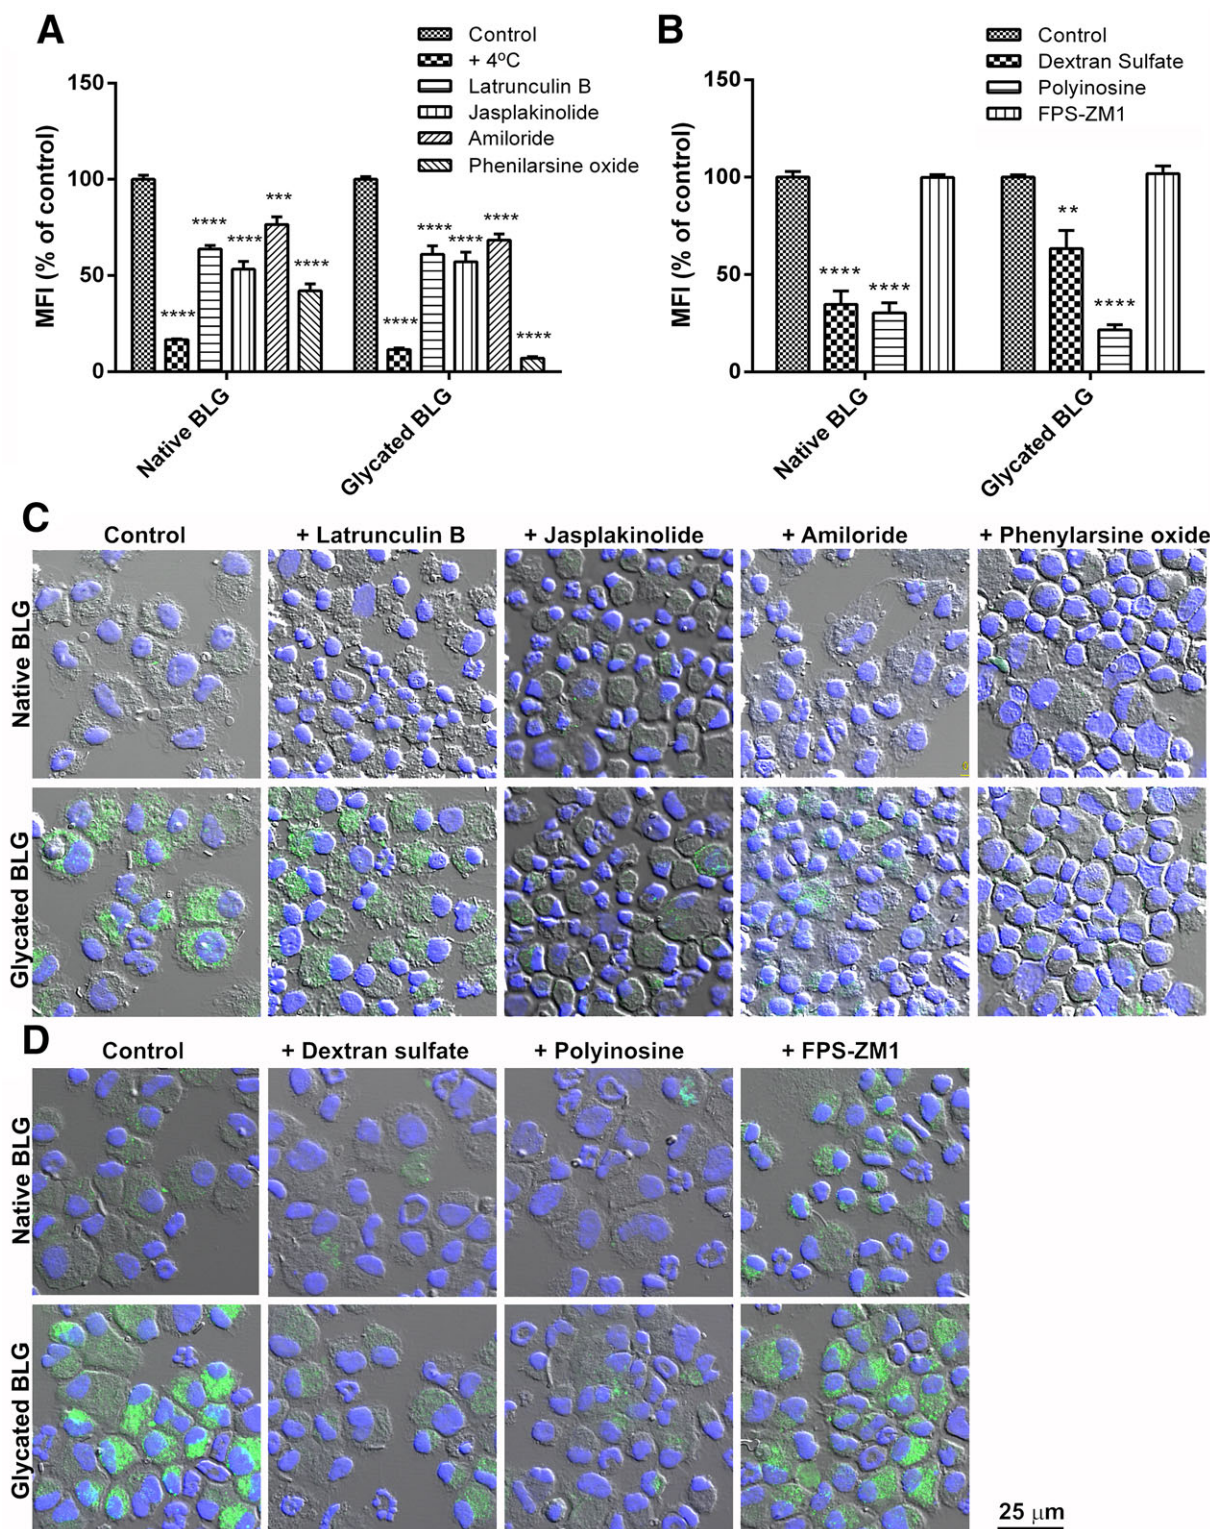 A
Control
+ 4ºC
Latrunculin B
Jasplakinolide
Amiloride
Phenilarsine oxide
MFI (% of control)
150
100
50
0
****
****
****
***
****
****
****
****
****
****
Native BLG
Glycated BLG
B
Control
Dextran Sulfate
Polyinosine
FPS-ZM1
MFI (% of control)
150
100
50
0
****
****
**
****
Native BLG
Glycated BLG
C
Control
+ Latrunculin B
+ Jasplakinolide
+ Amiloride
+ Phenylarsine oxide
Native BLG
Glycated BLG
D
Control
+ Dextran sulfate
+ Polyinosine
+ FPS-ZM1
Native BLG
Glycated BLG
25 μm